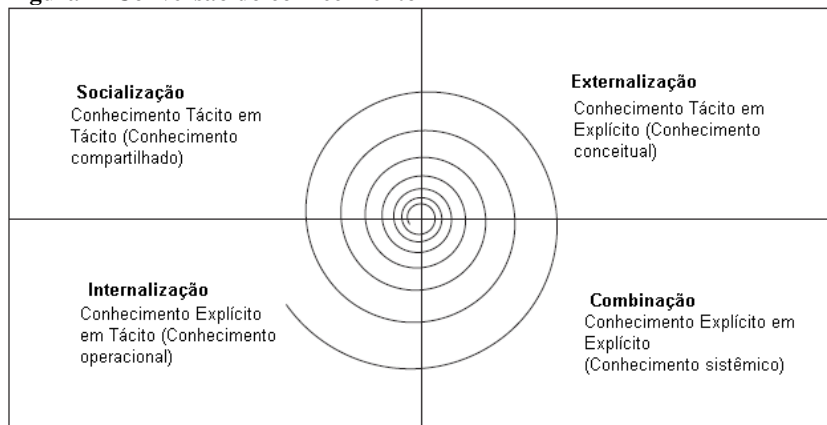 Socialização
Conhecimento Tácito em
Tácito (Conhecimento
compartilhado)
Externalização
Conhecimento Tácito em
Explícito (Conhecimento
conceitual)
Internalização
Conhecimento Explícito
em Tácito (Conhecimento
operacional)
Combinação
Conhecimento Explícito em
Explícito
(Conhecimento sistêmico)